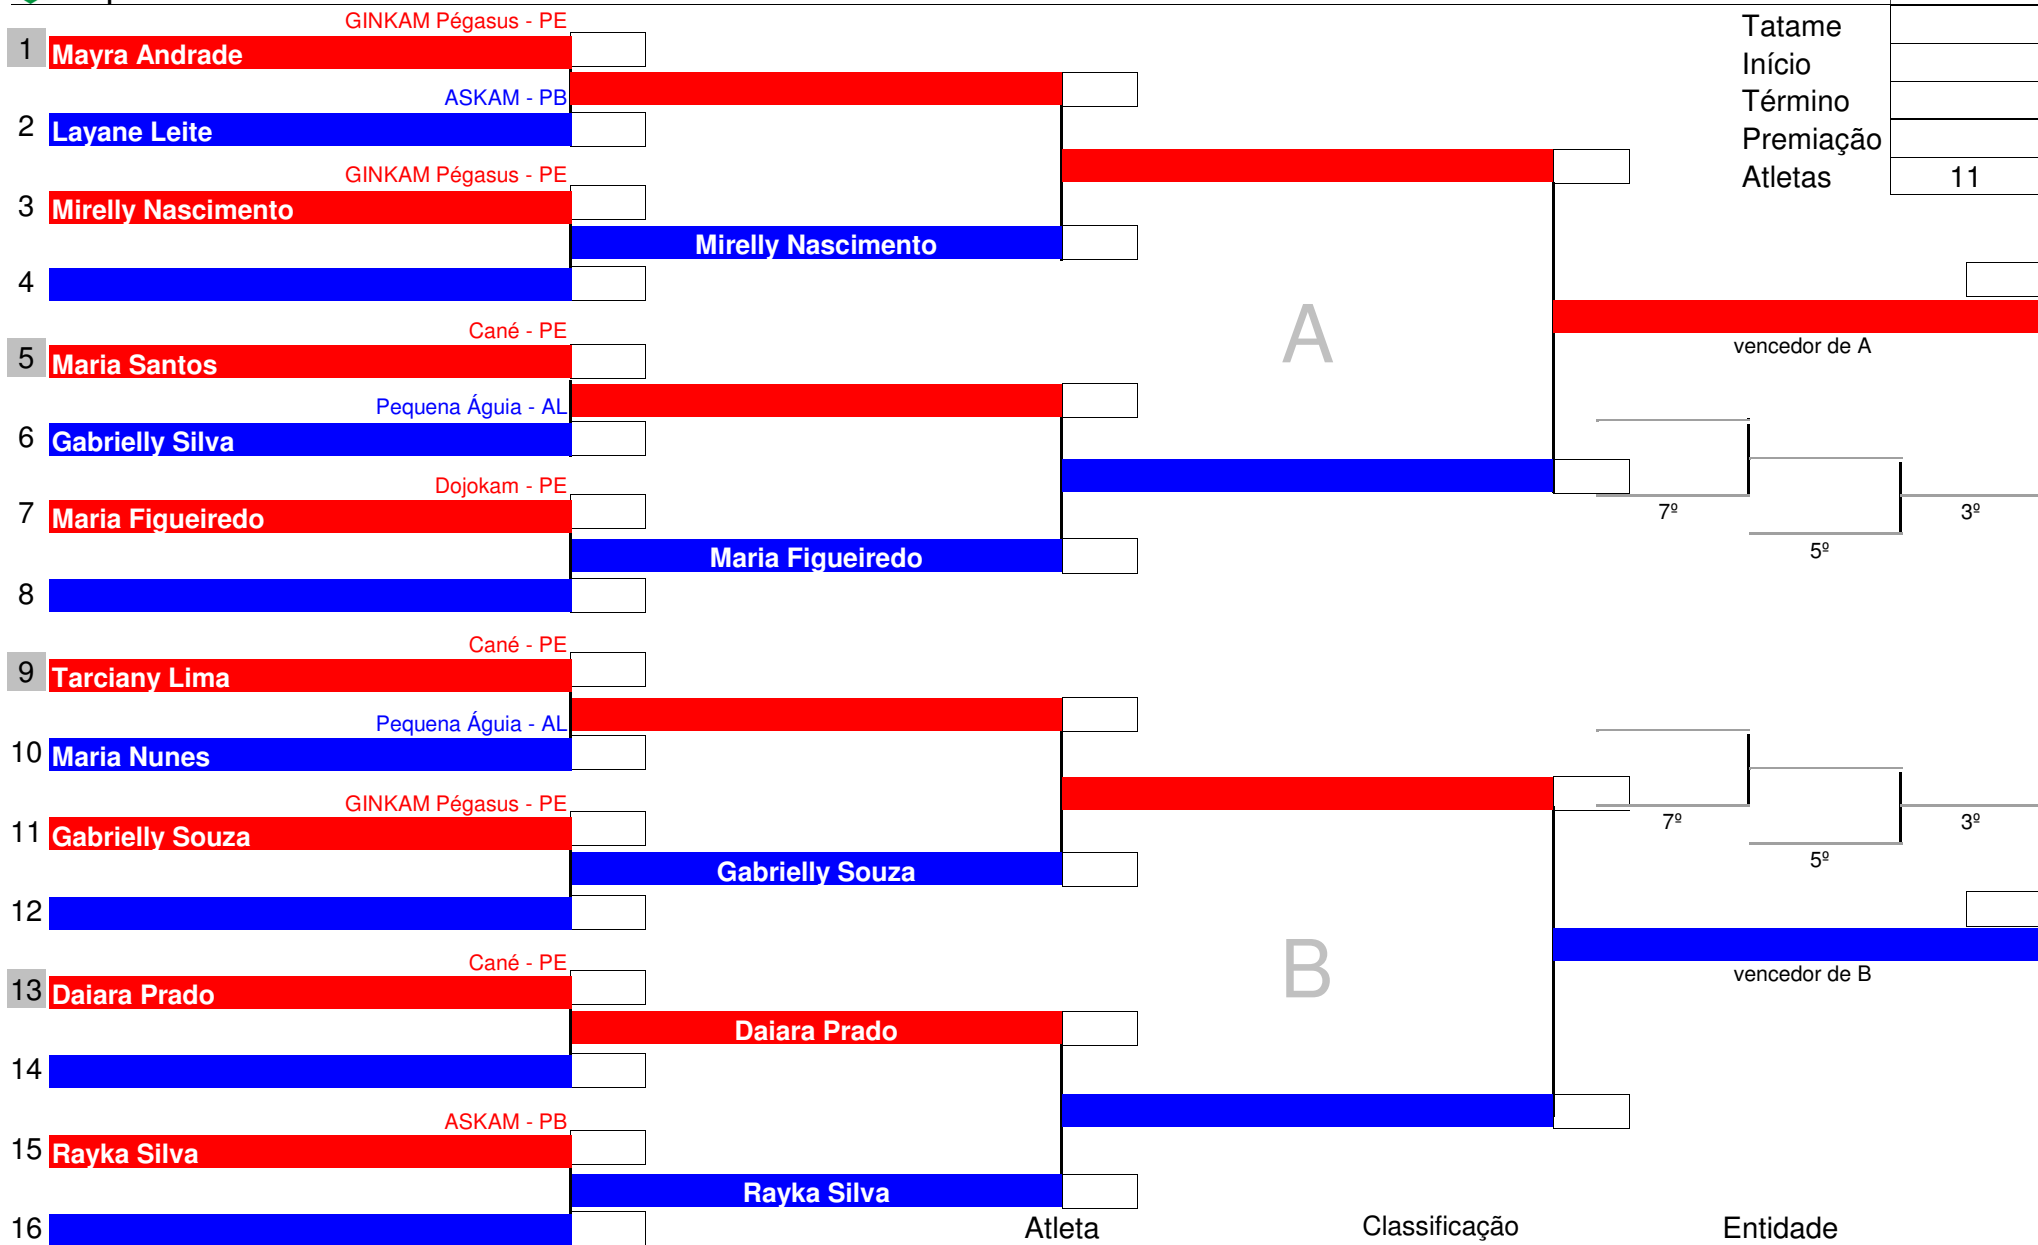 GINKAM Pégasus - PE
1 Mayra Andrade
ASKAM - PB
2 Layane Leite
GINKAM Pégasus - PE
3 Mirelly Nascimento
Mirelly Nascimento
4
Cané - PE
5 Maria Santos
Pequena Águia - AL
6 Gabrielly Silva
Dojokam - PE
7 Maria Figueiredo
Maria Figueiredo
8
Cané - PE
9 Tarciany Lima
Pequena Águia - AL
10 Maria Nunes
GINKAM Pégasus - PE
11 Gabrielly Souza
Gabrielly Souza
12
Cané - PE
13 Daiara Prado
Daiara Prado
14
ASKAM - PB
15 Rayka Silva
Rayka Silva
16
A
B
Tatame
Início
Término
Premiação
Atletas 11
vencedor de A
7º
5º
3º
7º
5º
3º
vencedor de B
Atleta Classificação Entidade